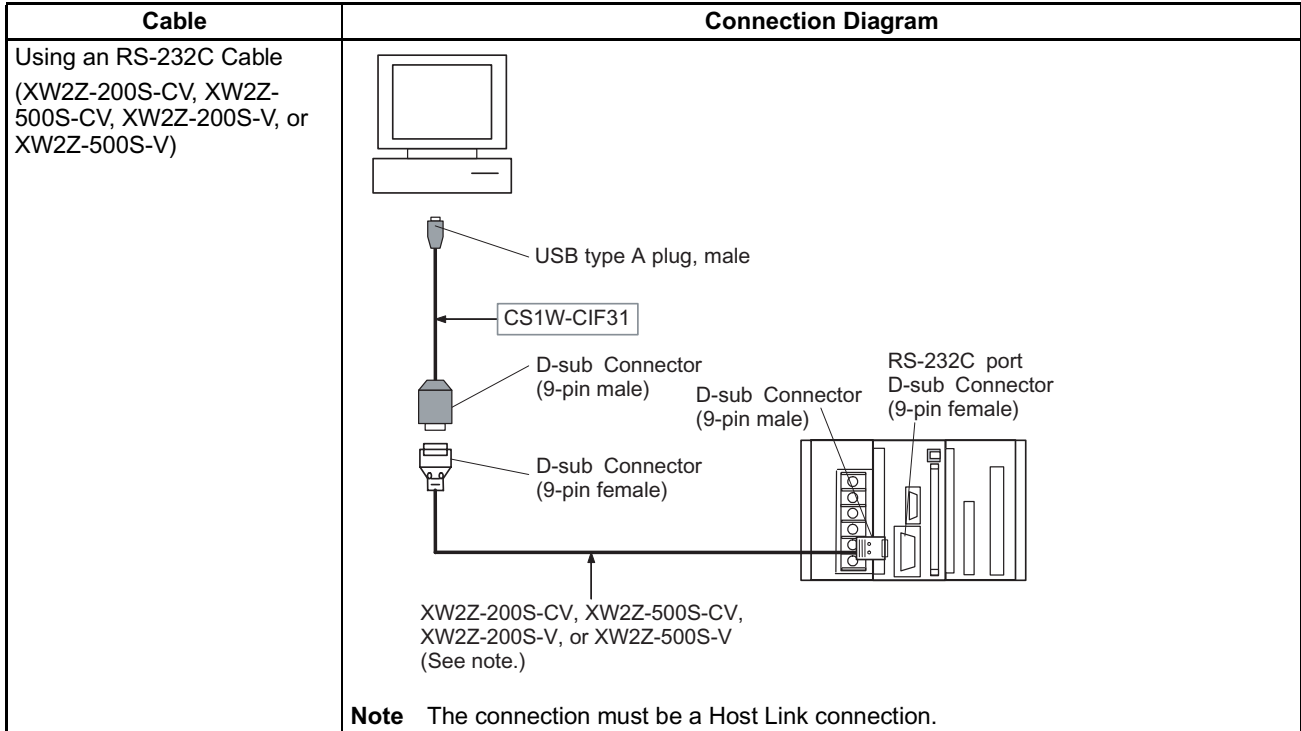 Cable
Connection Diagram
Using an RS-232C Cable
(XW2Z-200S-CV, XW2Z-
500S-CV, XW2Z-200S-V, or
XW2Z-500S-V)
USB type A plug, male
CS1W-CIF31
D-sub Connector
(9-pin male)
D-sub Connector
(9-pin male)
RS-232C port
D-sub Connector
(9-pin female)
D-sub Connector
(9-pin female)
XW2Z-200S-CV, XW2Z-500S-CV,
XW2Z-200S-V, or XW2Z-500S-V
(See note.)
Note The connection must be a Host Link connection.